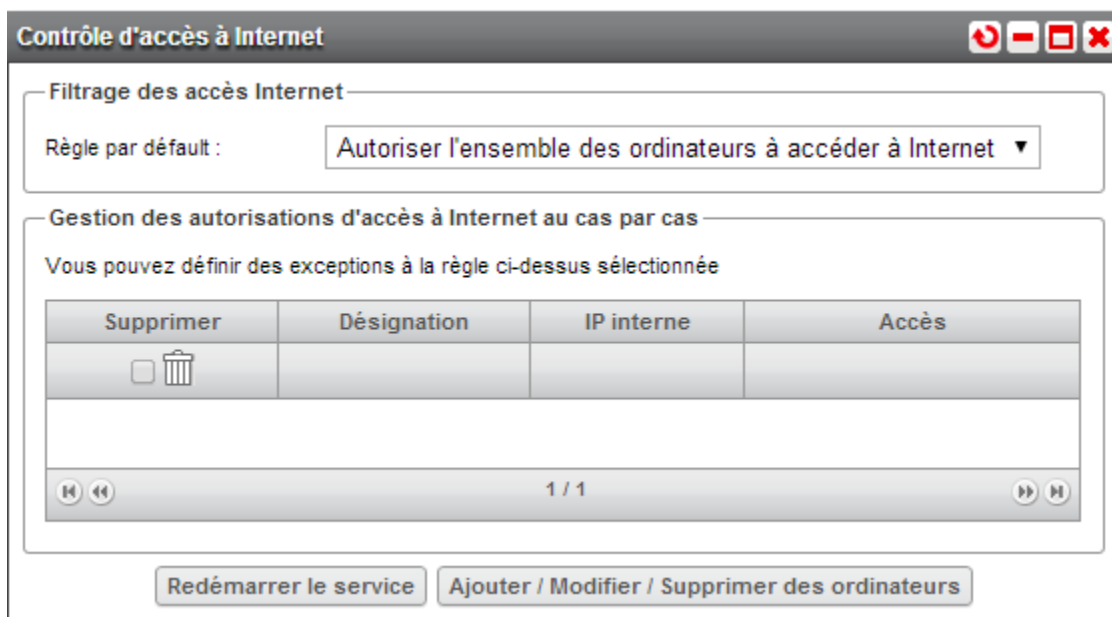 Contrôle d'accès à Internet
Filtrage des accès Internet
Règle par défault :
Autoriser l'ensemble des ordinateurs à accéder à Internet
Gestion des autorisations d'accès à Internet au cas par cas
Vous pouvez définir des exceptions à la règle ci-dessus sélectionnée
Supprimer Désignation IP interne Accès
1 / 1
Redémarrer le service Ajouter / Modifier / Supprimer des ordinateurs